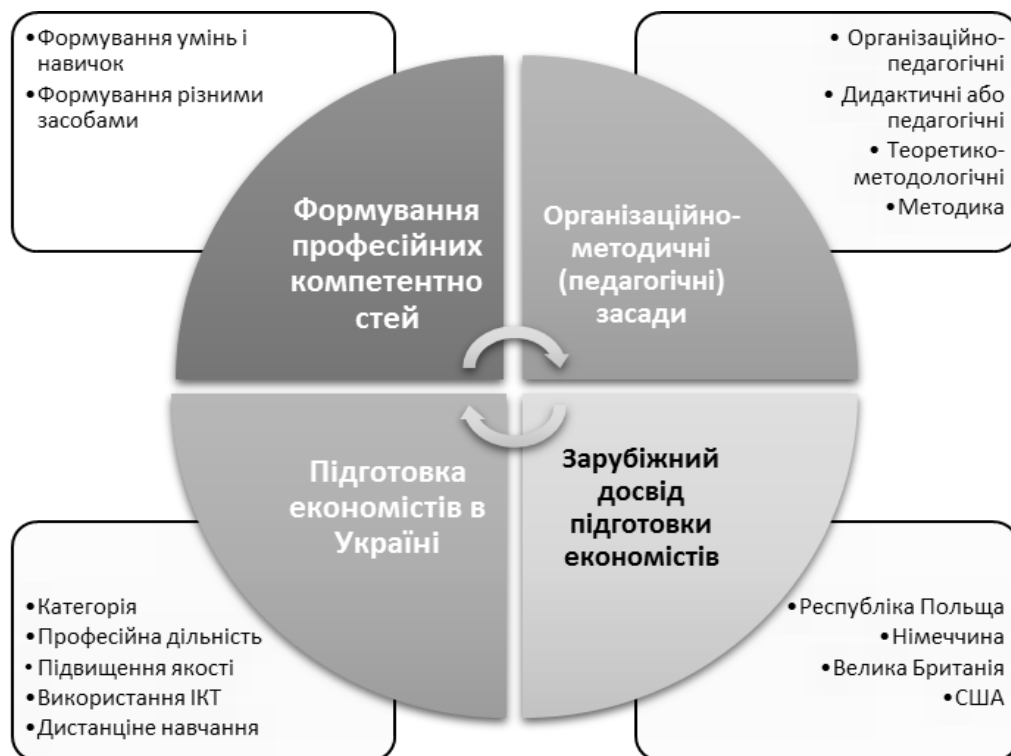 •Формування умінь і
навичок
•Формування різними
засобами
• Організаційно-
педагогічні
• Дидактичні або
педагогічні
• Теоретико-
методологічні
•Методика
Формування
професійних
компетентно
стей
Організаційно-
методичні
(педагогічні)
засади
Підготовка
економістів в
Україні
Зарубіжний
досвід
підготовки
економістів
•Категорія
•Професійна дільність
•Підвищення якості
•Використання ІКТ
•Дистанціне навчання
•Республіка Польща
•Німеччина
•Велика Британія
•США